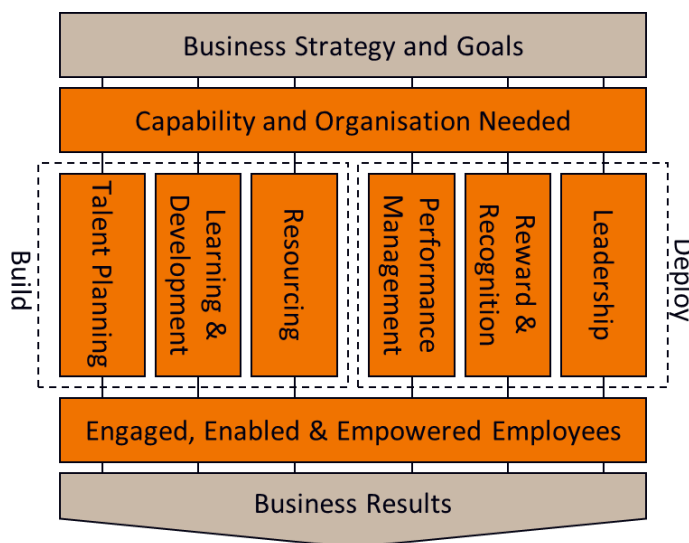 Business Strategy and Goals
Capability and Organisation Needed
Build
Talent Planning
Learning &
Development
Resourcing
Performance
Management
Reward &
Recognition
Leadership
Deploy
Engaged, Enabled & Empowered Employees
Business Results